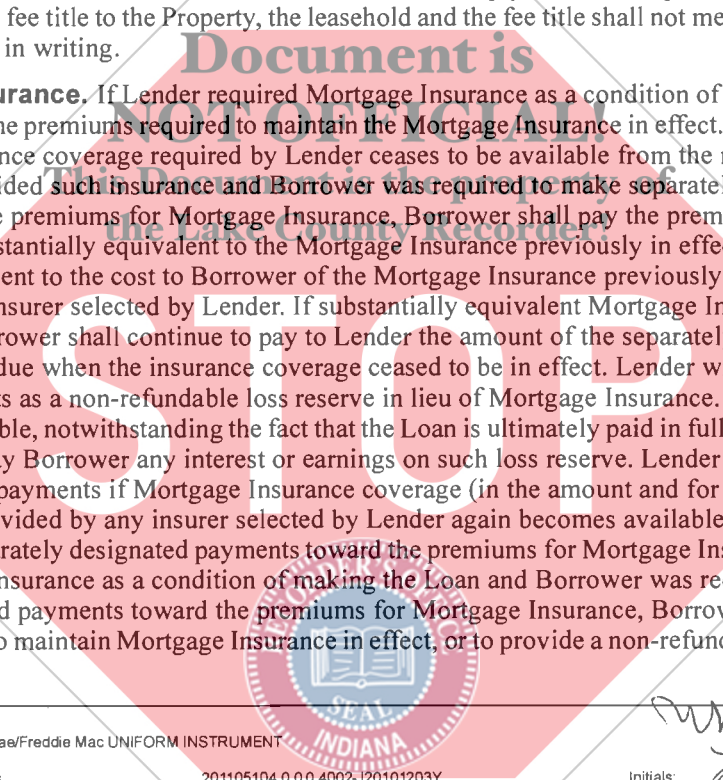 fee title to the Property, the leasehold and the fee title shall not me
in writing.
Document is
urance. If Lender required Mortgage Insurance as a condition of
NOT OFFICIAL!
he premiums required to maintain the Mortgage Insurance in effect.
nce coverage required by Lender ceases to be available from the
This Document is the property of
ided such insurance and Borrower was required to make separatel
e premiums for Mortgage Insurance, Borrower shall pay the prem
the Lake County Recorder!
stantially equivalent to the Mortgage Insurance previously in effe
ent to the cost to Borrower of the Mortgage Insurance previously
nsurer selected by Lender. If substantially equivalent Mortgage In
rower shall continue to pay to Lender the amount of the separatel
STOP
due when the insurance coverage ceased to be in effect. Lender w
ts as a non-refundable loss reserve in lieu of Mortgage Insurance.
ble, notwithstanding the fact that the Loan is ultimately paid in full
ay Borrower any interest or earnings on such loss reserve. Lender
payments if Mortgage Insurance coverage (in the amount and for
vided by any insurer selected by Lender again becomes available
arately designated payments toward the premiums for Mortgage Ins
nsurance as a condition of making the Loan and Borrower was re
d payments toward the premiums for Mortgage Insurance, Borrow
o maintain Mortgage Insurance in effect, or to provide a non-refund
RECORDER'S OFFICE
SEAL
INDIANA
ae/Freddie Mac UNIFORM INSTRUMENT
201105104.0.0.0.4002-J20101203Y
Initials: